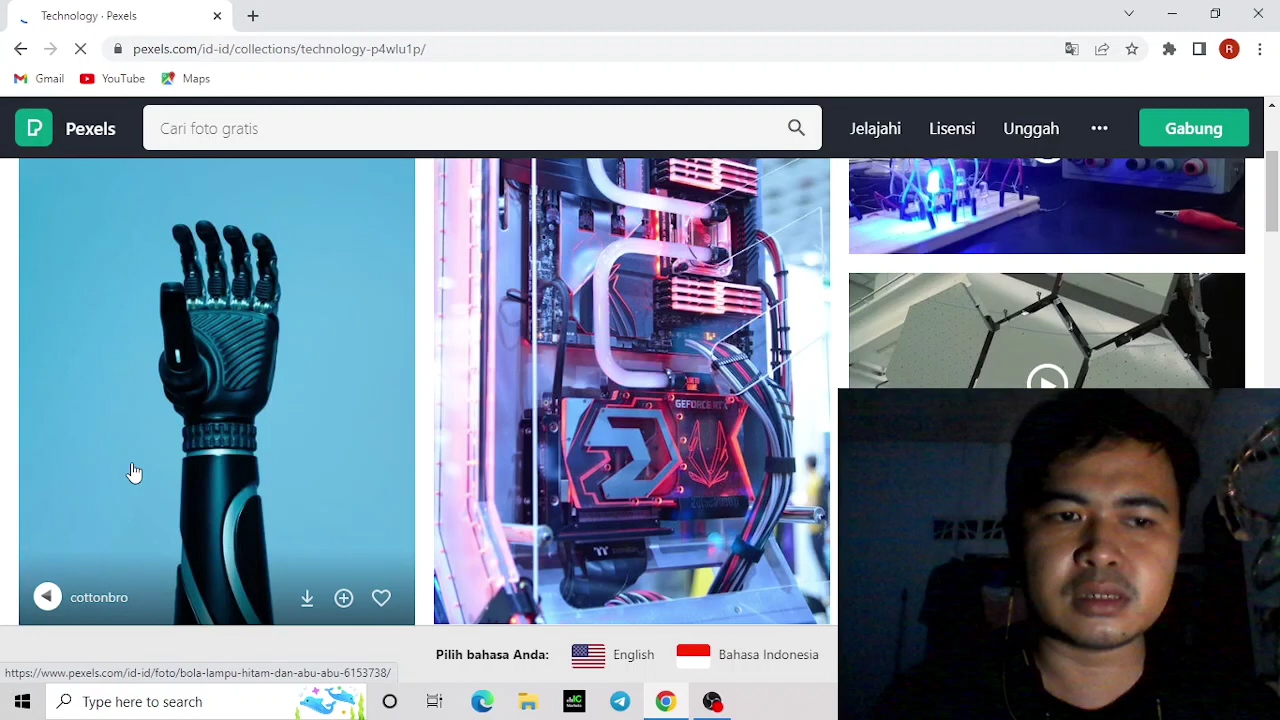 Technology · Pexels
pexels.com/id-id/collections/technology-p4wlu1p/
Gmail YouTube Maps
R
Pexels
Cari foto gratis
Jelajahi Lisensi Unggah
Gabung
GEFORCE RTX
cottonbro
Pilih bahasa Anda: English Bahasa Indonesia
https://www.pexels.com/id-id/foto/bola-lampu-hitam-dan-abu-abu-6153738/
Type here to search